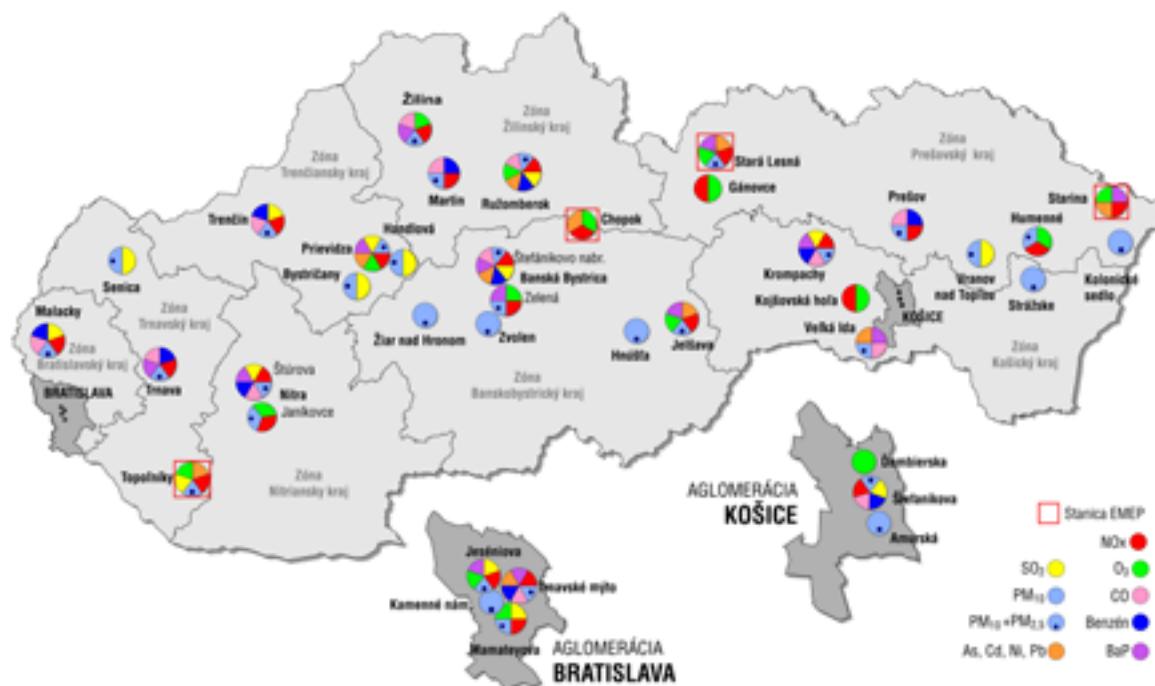 Žilina
Zóna
Žilinský kraj
Zóna
Trenčiansky kraj
Martin
Ružomberok
Stará Lesná
Gánovce
Zóna
Prešovský kraj
Starina
Prešov
Humenné
Trenčín
Handlová
Prievidza
Bystričany
Chopok
Štefánikovo nabr.
Banská Bystrica
Zelená
Krompachy
Vranov
nad Topľou
Kolonické
sedlo
Strážske
Senica
Kojšovská hoľa
KOŠICE
Malacky
Zóna
Trnavský kraj
Zóna
Bratislavský kraj
Žiar nad Hronom
Zvolen
Hnúšťa
Jelšava
Veľká Ida
Zóna
Košický kraj
BRATISLAVA
Trnava
Štúrova
Nitra
Janíkovce
Zóna
Banskobystrický kraj
Topoľníky
Zóna
Nitriansky kraj
Ďumbierska
AGLOMERÁCIA
KOŠICE
Štefánikova
Amurská
Stanica EMEP
NOx
SO₂
O₃
PM₁₀
CO
PM₁₀ +PM₂,₅
Benzén
As, Cd, Ni, Pb
BaP
Jeséniova
Trnavské mýto
Kamenné nám.
Mamateyova
AGLOMERÁCIA
BRATISLAVA